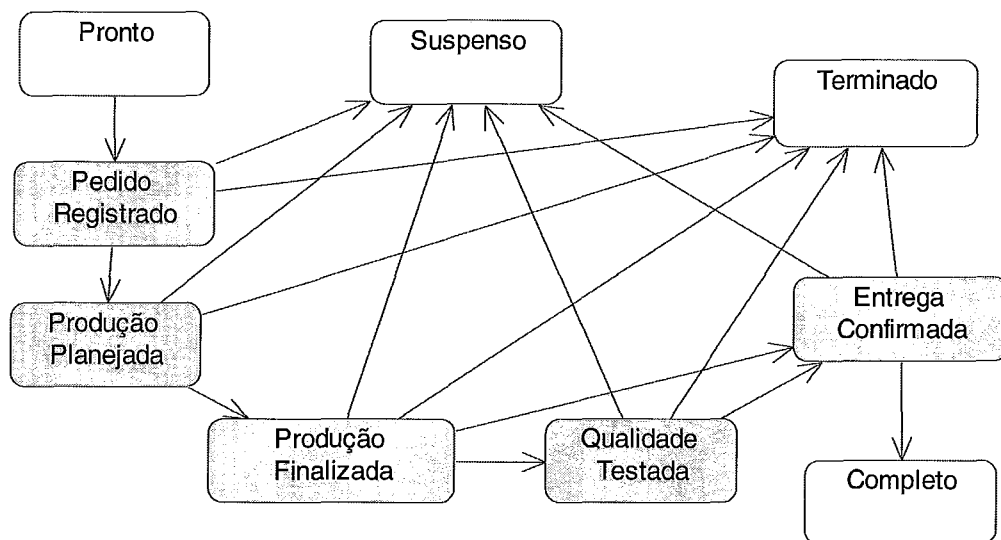 Pronto
Suspenso
Terminado
Pedido
Registrado
Produção
Planejada
Entrega
Confirmada
Produção
Finalizada
Qualidade
Testada
Completo